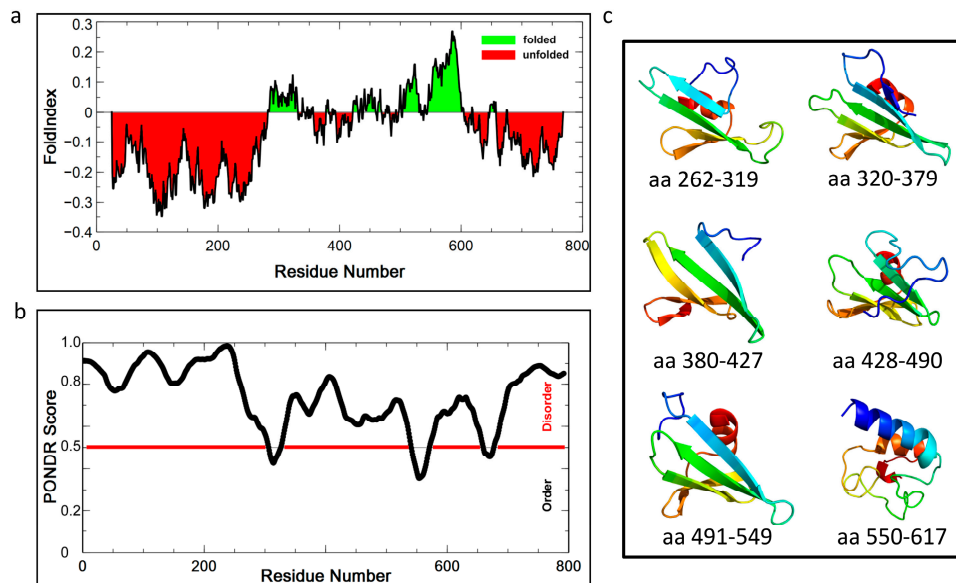 a
FoldIndex
0.3
0.2
0.1
0
−0.1
−0.2
−0.3
−0.4
folded
unfolded
0 200 400 600 800
Residue Number
b
PONDR Score
1.0
0.8
0.5
0.2
0
Disorder
Order
0 200 400 600 800
Residue Number
c
aa 262-319 aa 320-379
aa 380-427 aa 428-490
aa 491-549 aa 550-617